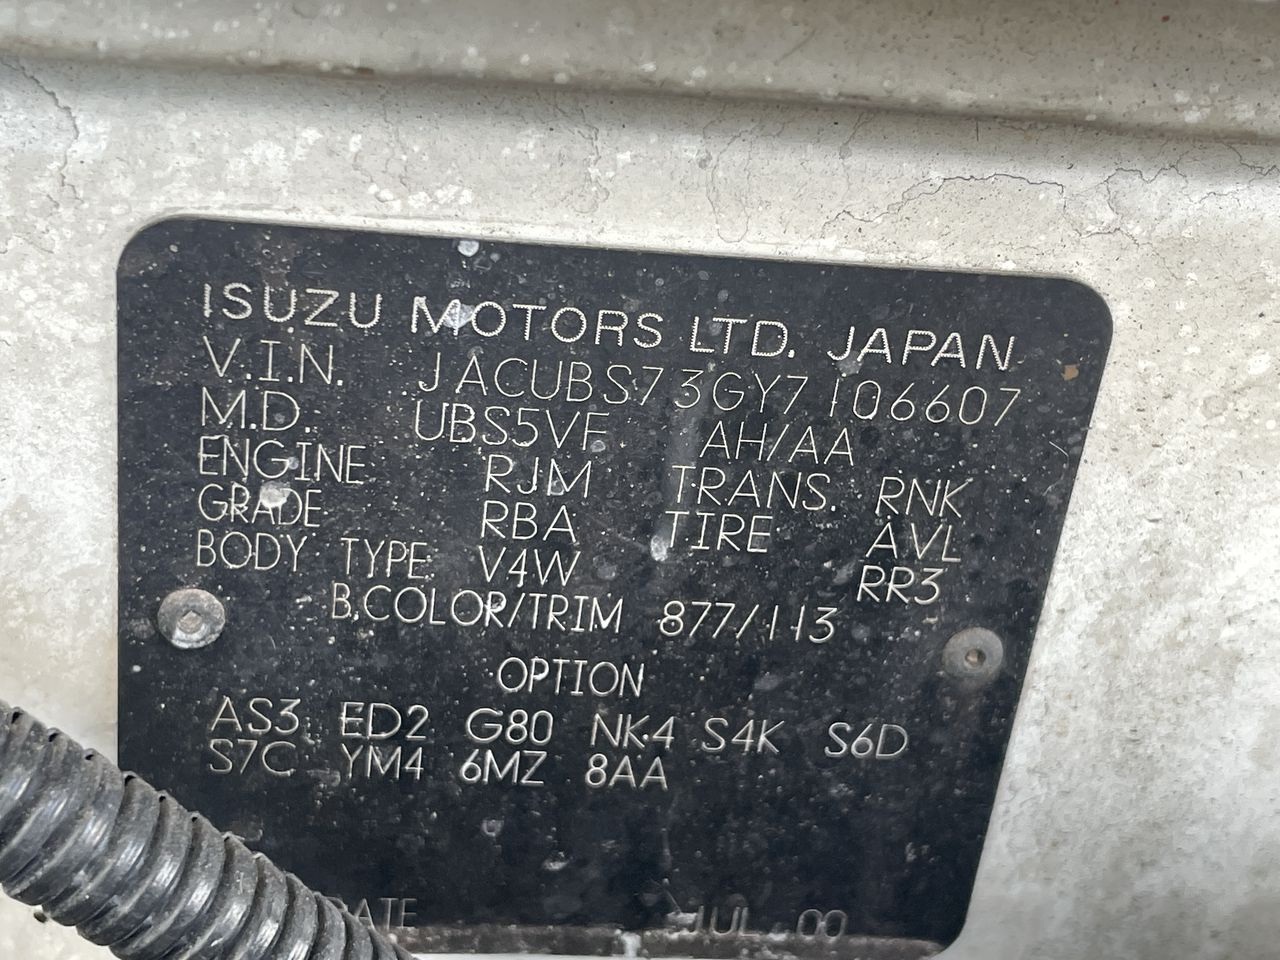 ISUZU MOTORS LTD. JAPAN
V.I.N. JACUBS73GY7106607
M.D. UBS5VF AH/AA
ENGINE RJM TRANS. RNK
GRADE RBA TIRE AVL
BODY TYPE V4W RR3
B.COLOR/TRIM 877/113
OPTION
AS3 ED2 G80 NK4 S4K S6D
S7C YM4 6MZ 8AA
DATE JUL 00